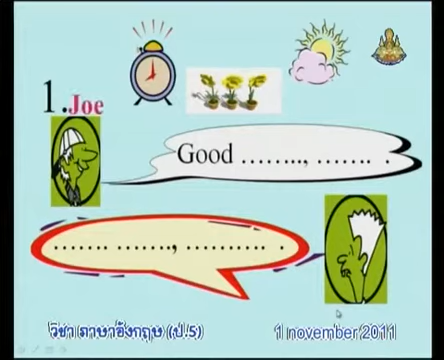 1.Joe
Good ........., ....... .
....... ........, ........... .
วิชา ภาษาอังกฤษ (ป.5)
1 november 2011